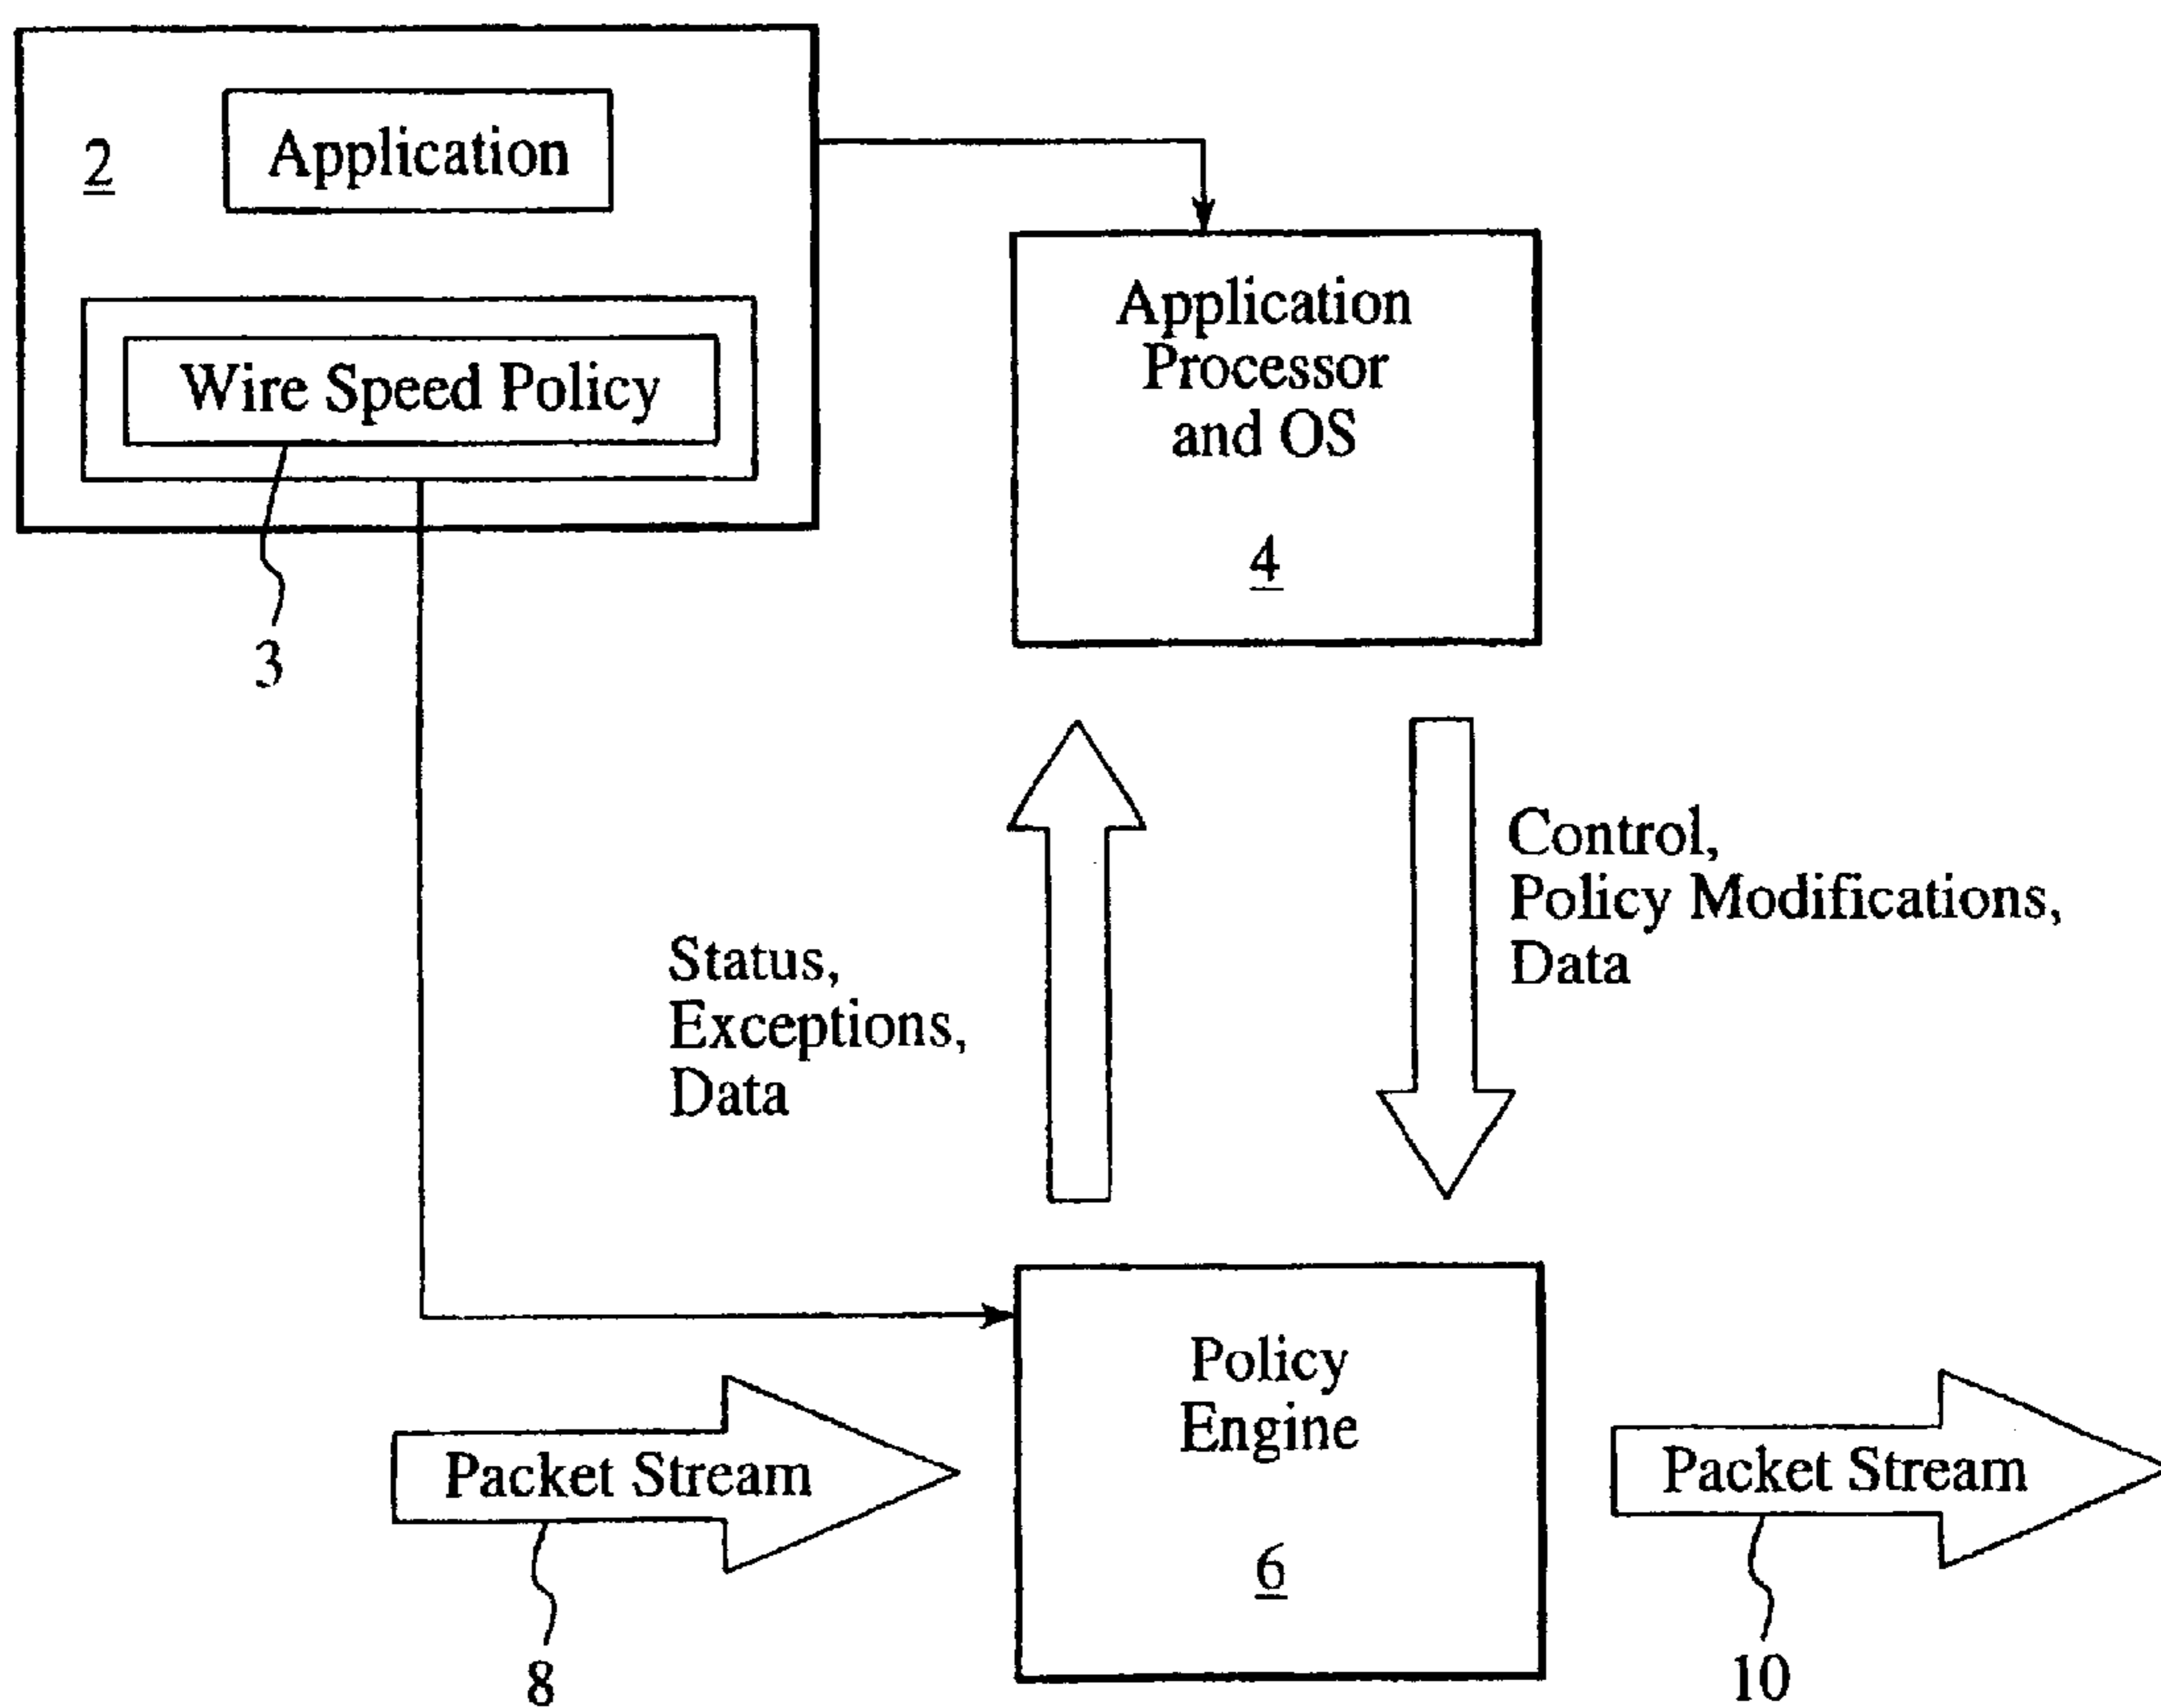 2
Application
Wire Speed Policy
3
Application
Processor
and OS
4
Status,
Exceptions,
Data
Control,
Policy Modifications,
Data
Packet Stream
8
Policy
Engine
6
Packet Stream
10